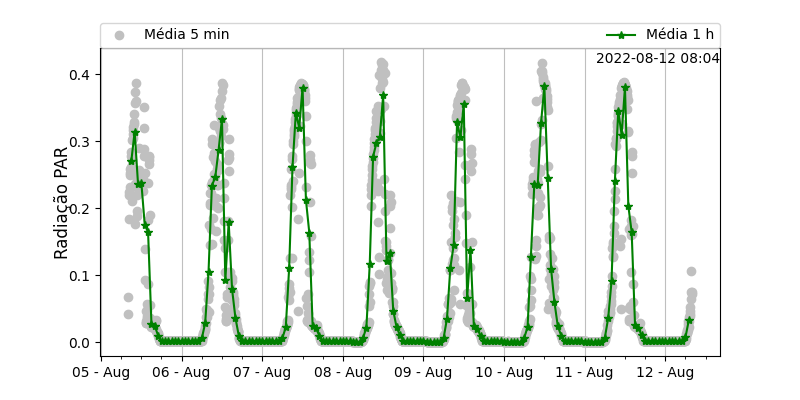 Média 5 min
Média 1 h
2022-08-12 08:04
Radiação PAR
0.4
0.3
0.2
0.1
0.0
05 - Aug
06 - Aug
07 - Aug
08 - Aug
09 - Aug
10 - Aug
11 - Aug
12 - Aug